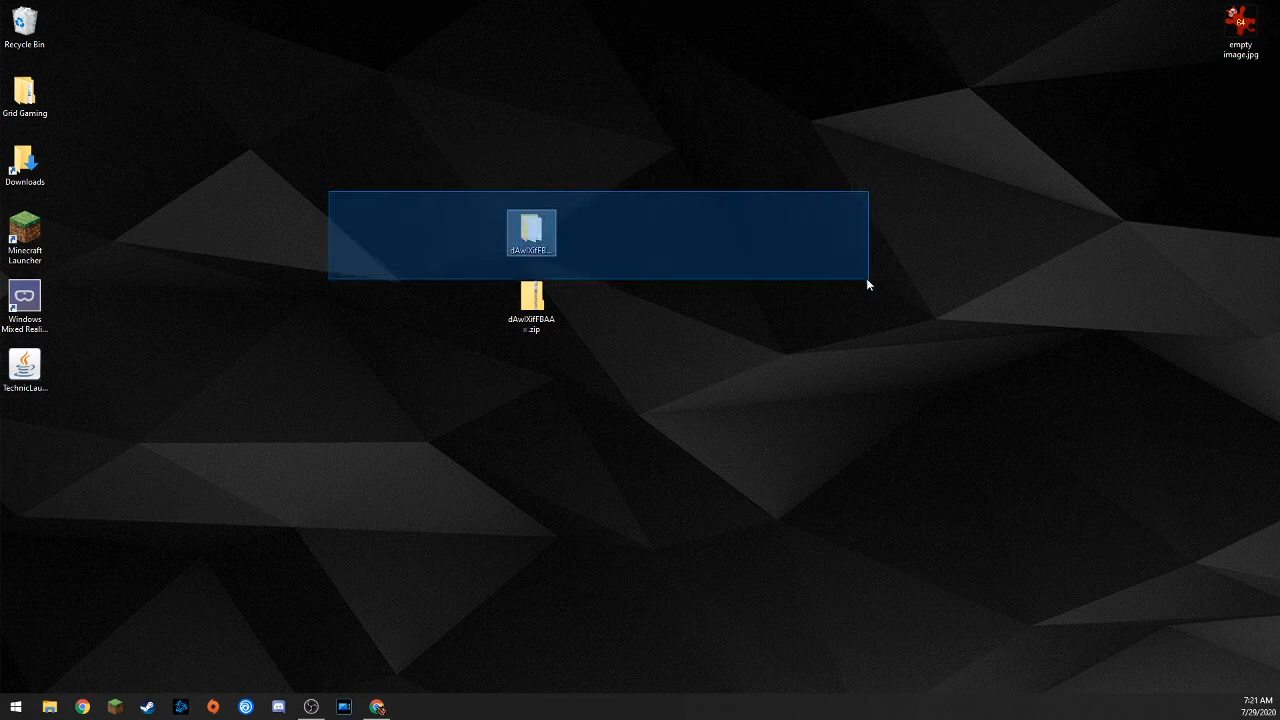 Recycle Bin
Grid Gaming
Downloads
Minecraft
Launcher
Windows
Mixed Reali...
TechnicLau...
64
empty
image.jpg
.zip
7:21 AM
7/29/2020